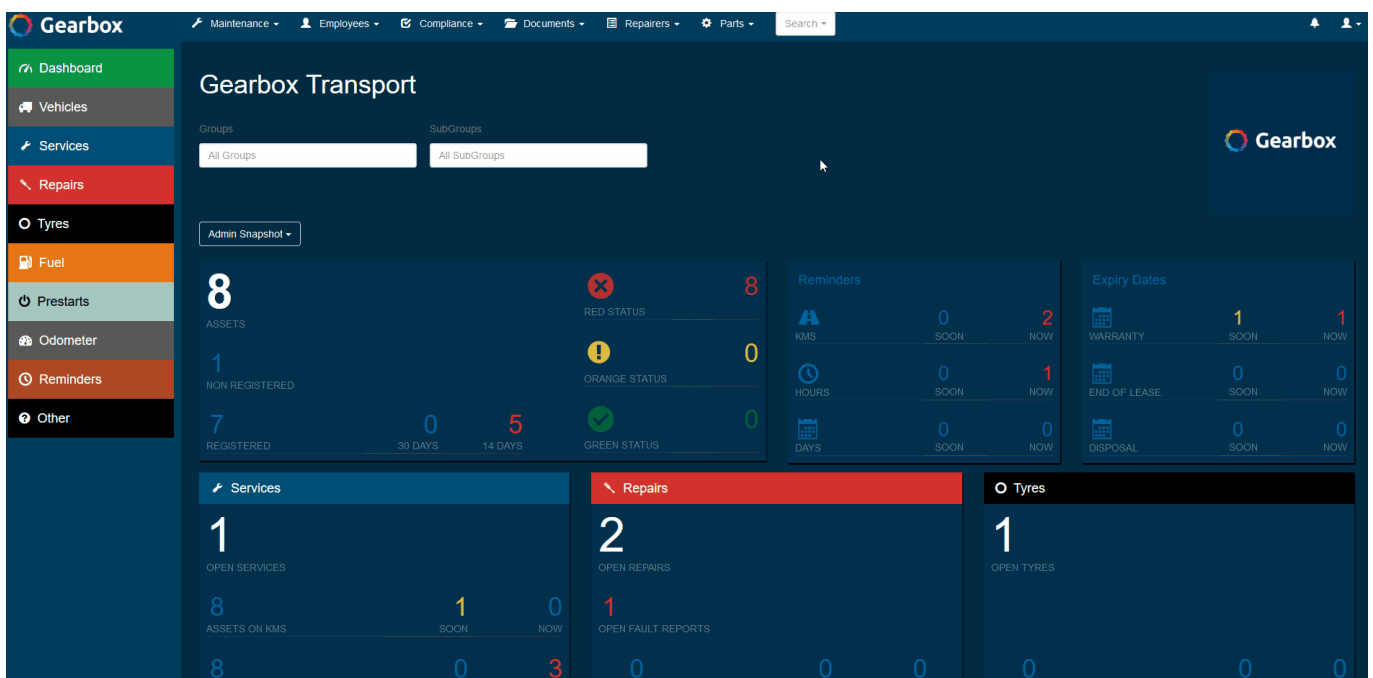 Gearbox
Maintenance
Employees
Compliance
Documents
Repairers
Parts
Search
Dashboard
Vehicles
Services
Repairs
Tyres
Fuel
Prestarts
Odometer
Reminders
Other
Gearbox Transport
Groups SubGroups
All Groups All SubGroups
Gearbox
Admin Snapshot
8
ASSETS
1
NON REGISTERED
7 0 5
REGISTERED 30 DAYS 14 DAYS
8
RED STATUS
0
ORANGE STATUS
0
GREEN STATUS
Reminders
0 2
KMS SOON NOW
0 1
HOURS SOON NOW
0 0
DAYS SOON NOW
Expiry Dates
1 1
WARRANTY SOON NOW
0 0
END OF LEASE SOON NOW
0 0
DISPOSAL SOON NOW
Services
1
OPEN SERVICES
8 1 0
ASSETS ON KMS SOON NOW
8 0 3
Repairs
2
OPEN REPAIRS
1
OPEN FAULT REPORTS
0 0 0
Tyres
1
OPEN TYRES
0 0 0